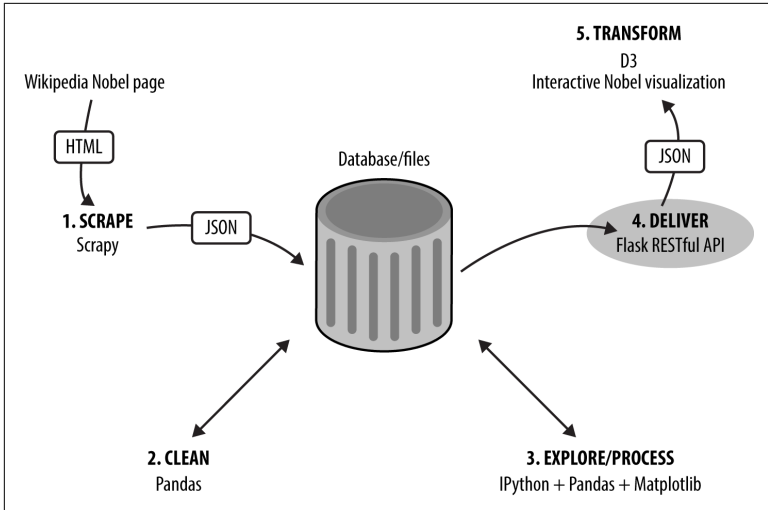 5. TRANSFORM
D3
Interactive Nobel visualization
Wikipedia Nobel page
HTML
JSON
Database/files
1. SCRAPE
Scrapy
JSON
4. DELIVER
Flask RESTful API
2. CLEAN
Pandas
3. EXPLORE/PROCESS
IPython + Pandas + Matplotlib